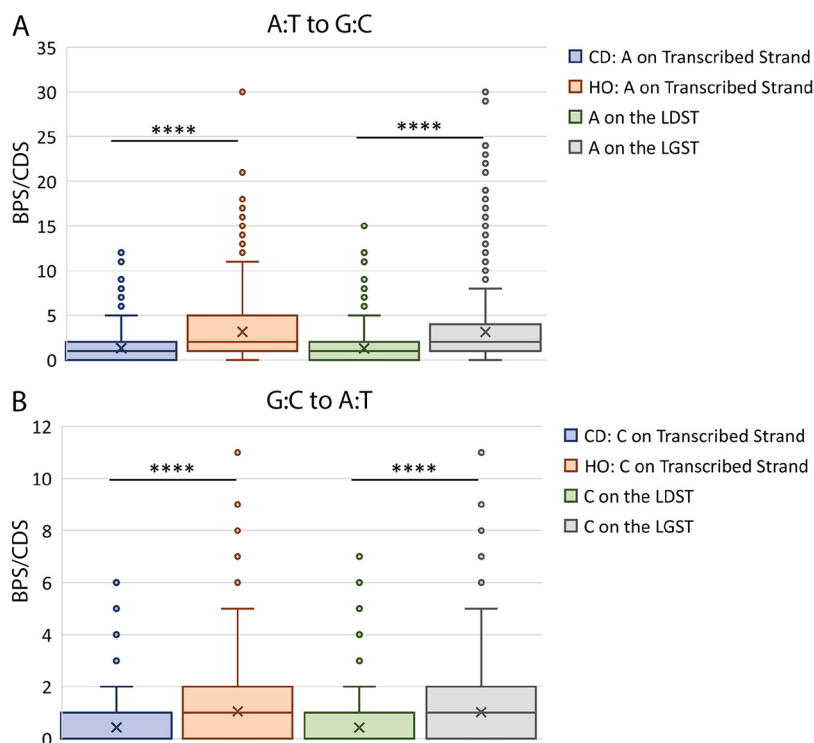 A
A:T to G:C
35
30
25
20
15
10
5
0
BPS/CDS
****
****
CD: A on Transcribed Strand
HO: A on Transcribed Strand
A on the LDST
A on the LGST
B
G:C to A:T
12
10
8
6
4
2
0
BPS/CDS
****
****
CD: C on Transcribed Strand
HO: C on Transcribed Strand
C on the LDST
C on the LGST